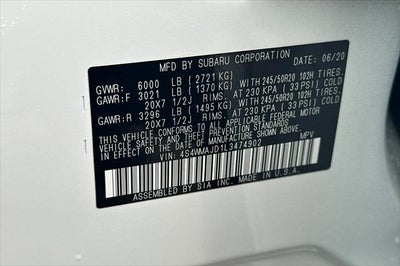 MFD BY SUBARU CORPORATION 06/20
GVWR: 6000 LB (2721 KG)
GAWR:F 3021 LB (1370 KG) WITH 245/50R20 102H TIRES.
20X7 1/2J RIMS. AT 230 KPA (33 PSI) COLD
GAWR:R 3296 LB (1495 KG) WITH 245/50R20 102H TIRES.
20X7 1/2J RIMS. AT 230 KPA (33 PSI) COLD
THIS VEHICLE CONFORMS TO ALL APPLICABLE FEDERAL MOTOR
VEHICLE SAFETY AND THEFT PREVENTION STANDARDS
IN EFFECT ON THE DATE OF MANUFACTURE SHOWN ABOVE.
VIN: 4S4WMAJD1L3474902 MPV
ASSEMBLED BY SIA INC. MADE IN U.S.A.